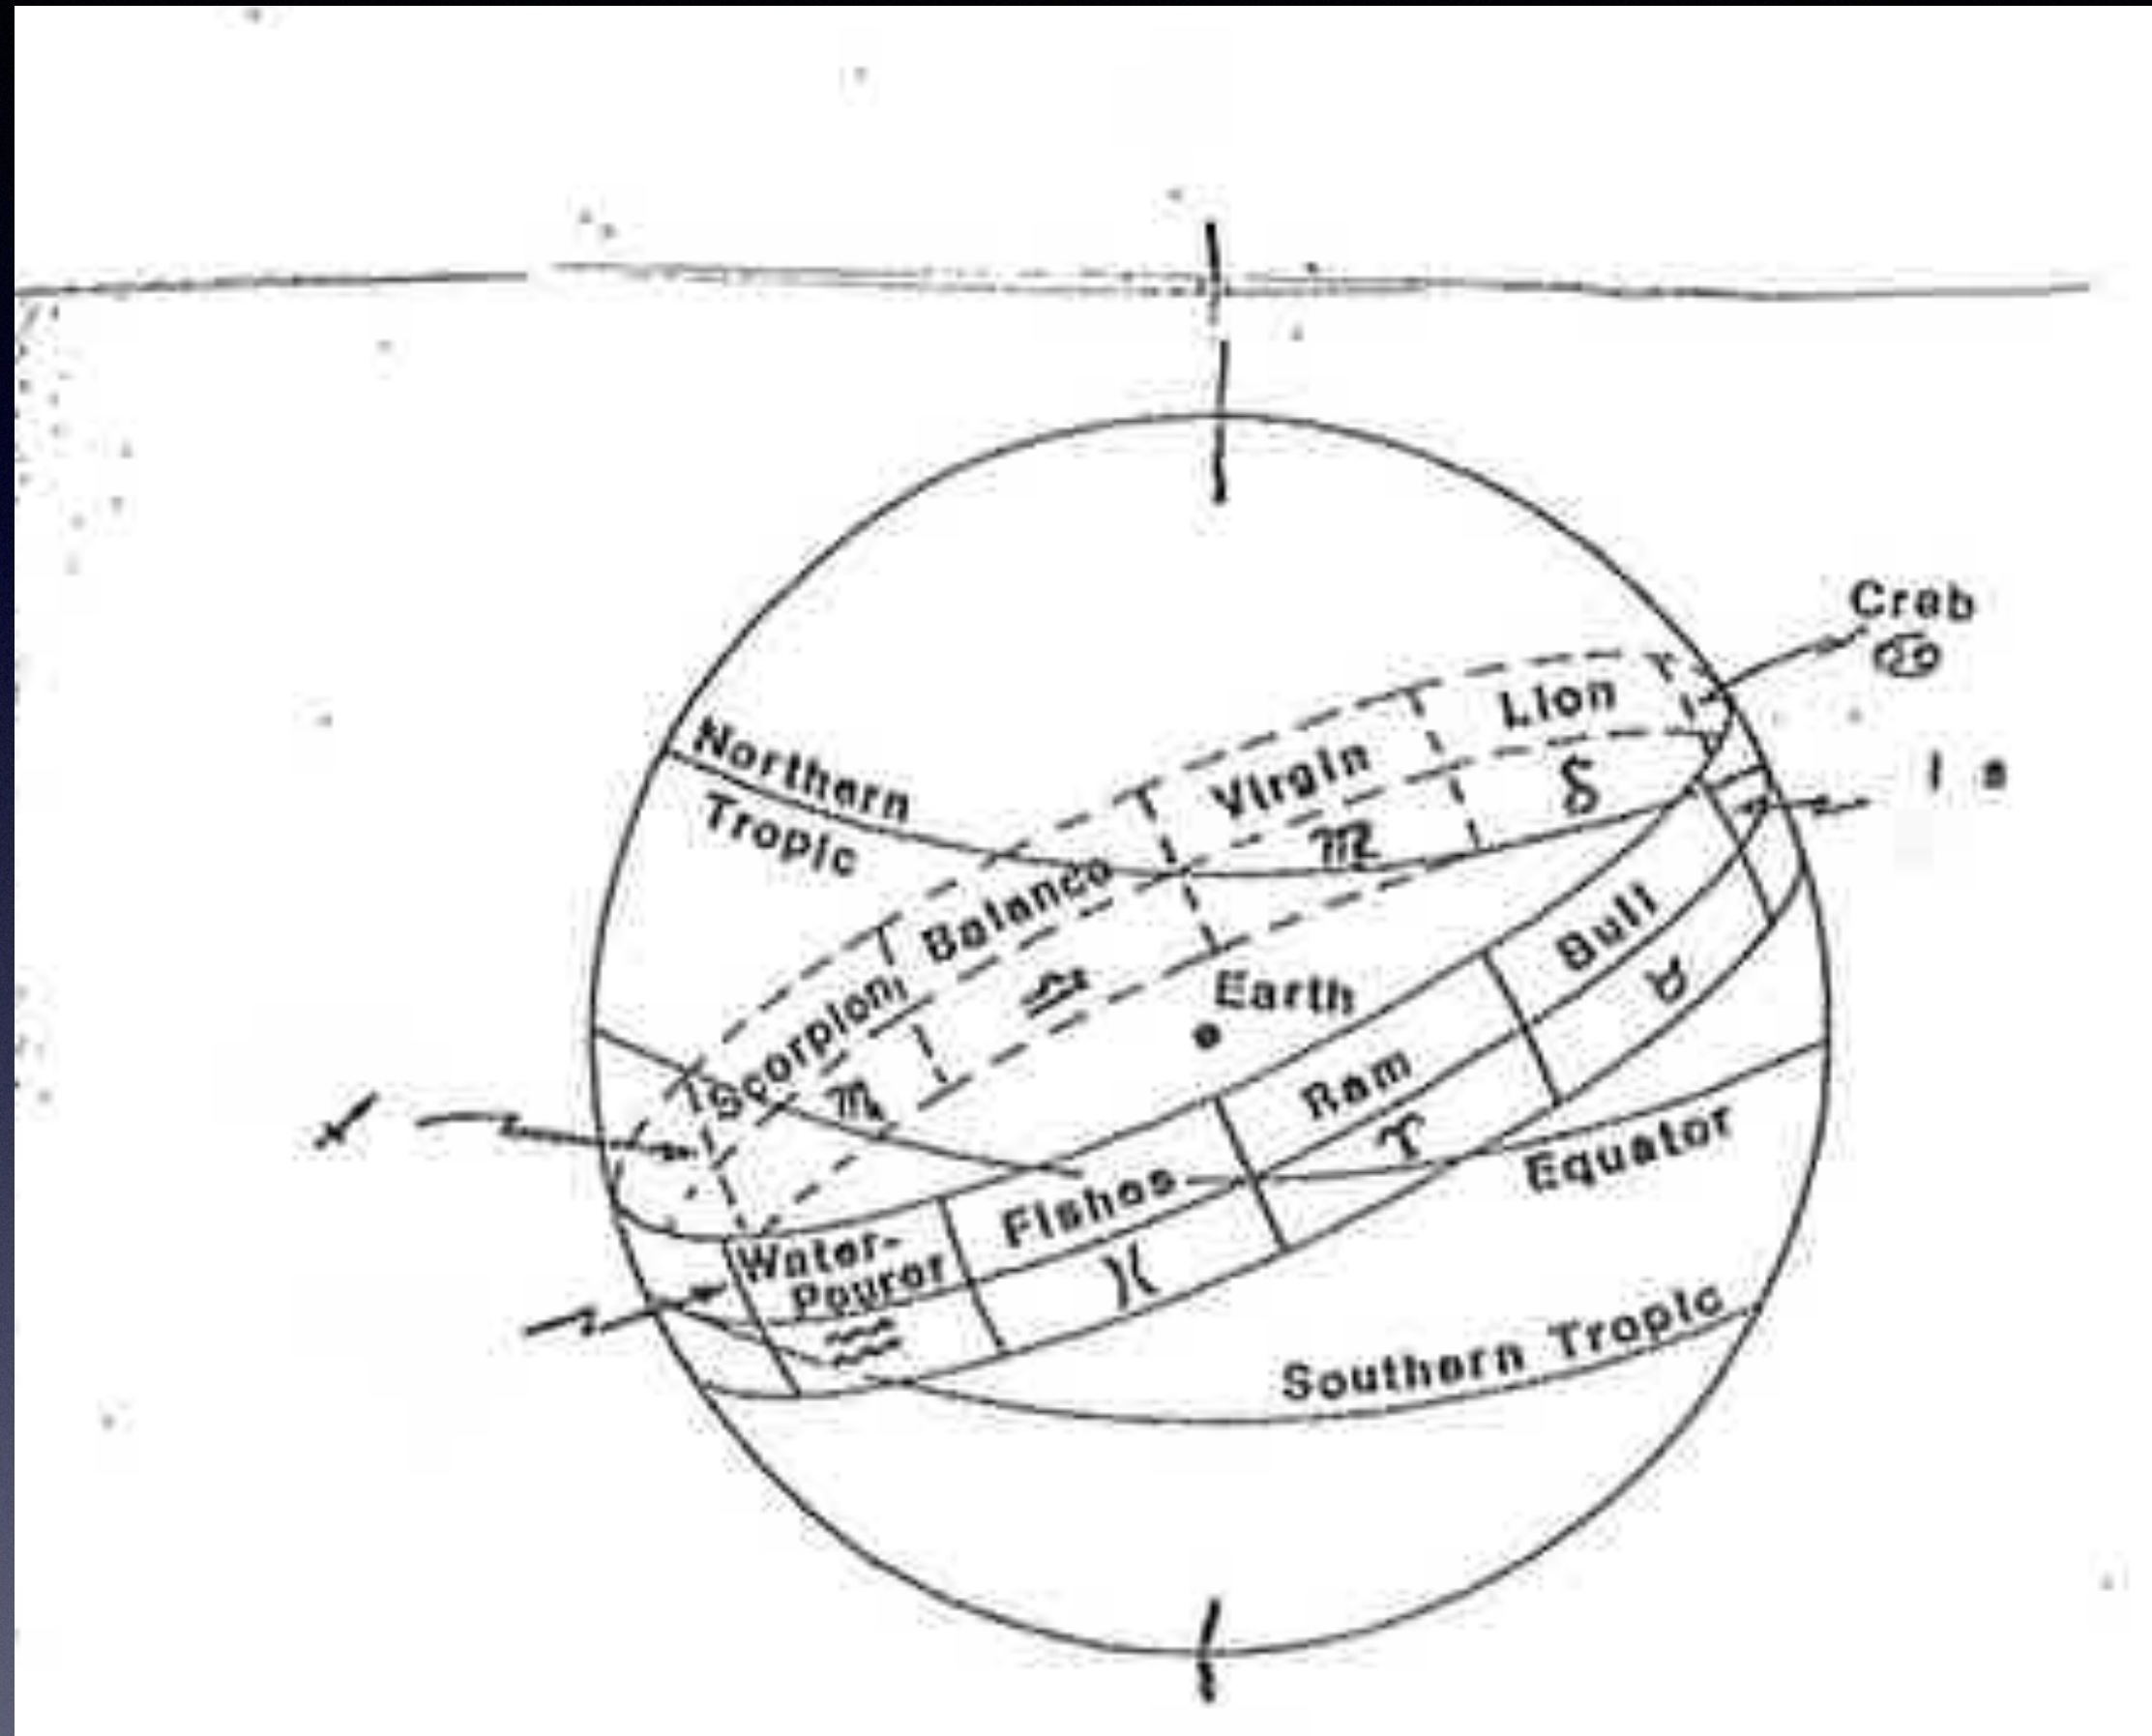 Crab
♋
Lion
Northern
Tropic
Virgin
♍
Balance
♎
Scorpion
♏
Earth
Bull
♉
Ram
♈
Fishes
♓
Water-
Pourer
♒
Equator
Southern Tropic